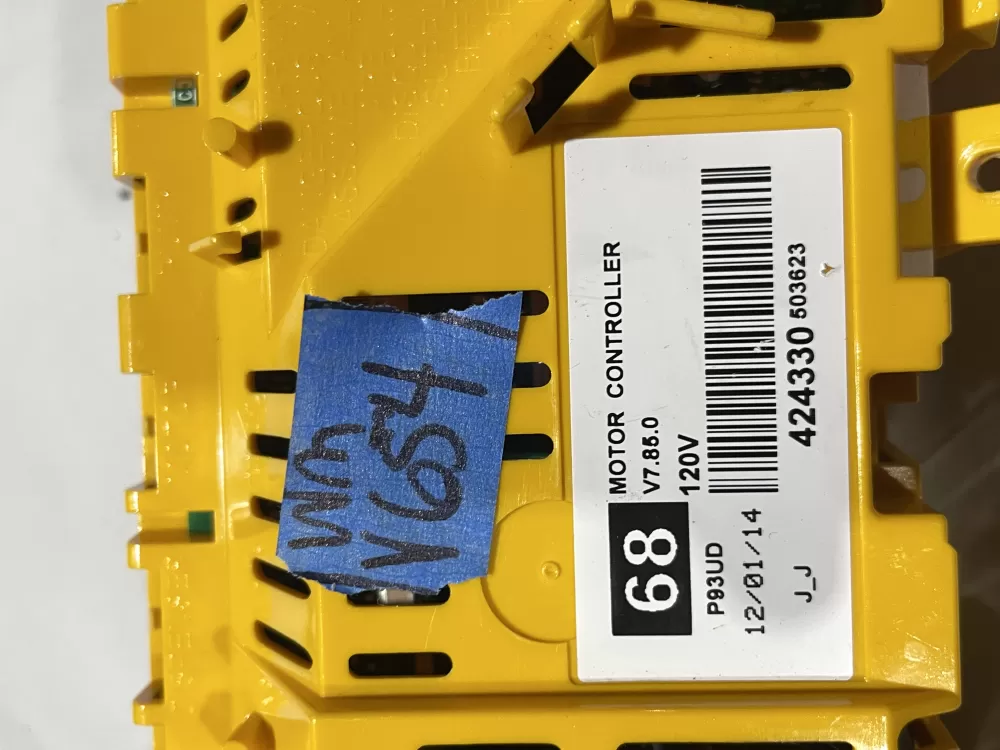 MOTOR CONTROLLER
V7.85.0
120V
424330 503623
68
P93UD
12/01/14
J_J
WM
V654